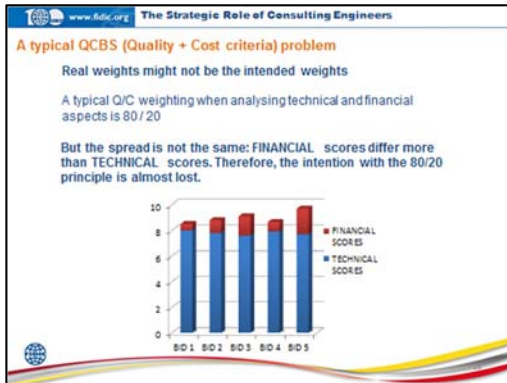 www.fidic.org The Strategic Role of Consulting Engineers
A typical QCBS (Quality + Cost criteria) problem
Real weights might not be the intended weights
A typical Q/C weighting when analysing technical and financial
aspects is 80 / 20
But the spread is not the same: FINANCIAL scores differ more
than TECHNICAL scores. Therefore, the intention with the 80/20
principle is almost lost.
10
8
6
4
2
0
BID 1 BID 2 BID 3 BID 4 BID 5
FINANCIAL
SCORES
TECHNICAL
SCORES